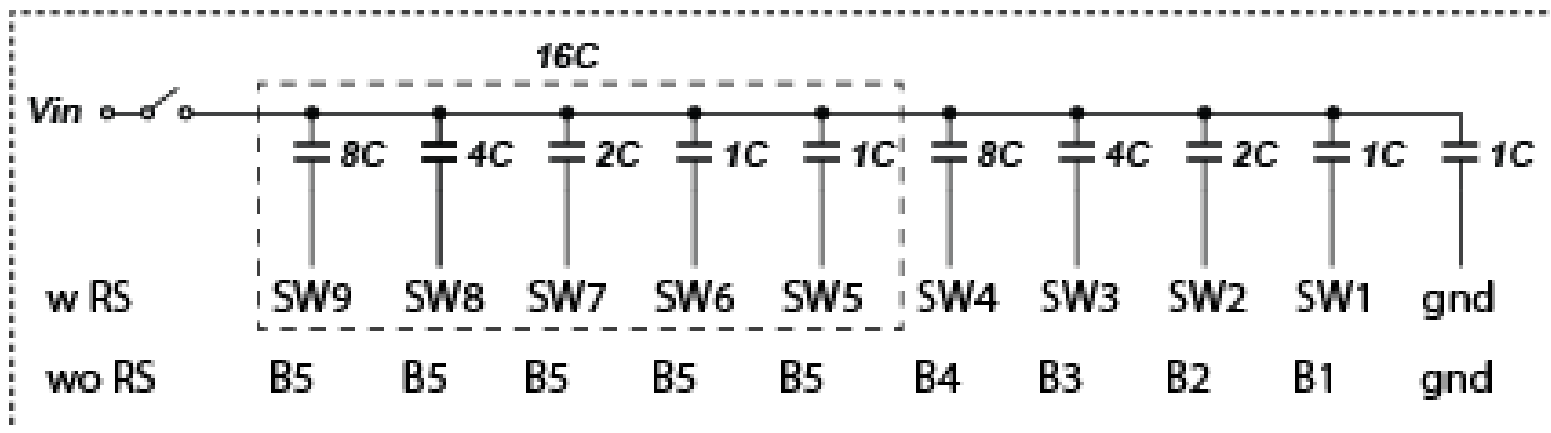 16C
Vin 8C 4C 2C 1C 1C 8C 4C 2C 1C 1C
w RS SW9 SW8 SW7 SW6 SW5 SW4 SW3 SW2 SW1 gnd
wo RS B5 B5 B5 B5 B5 B4 B3 B2 B1 gnd